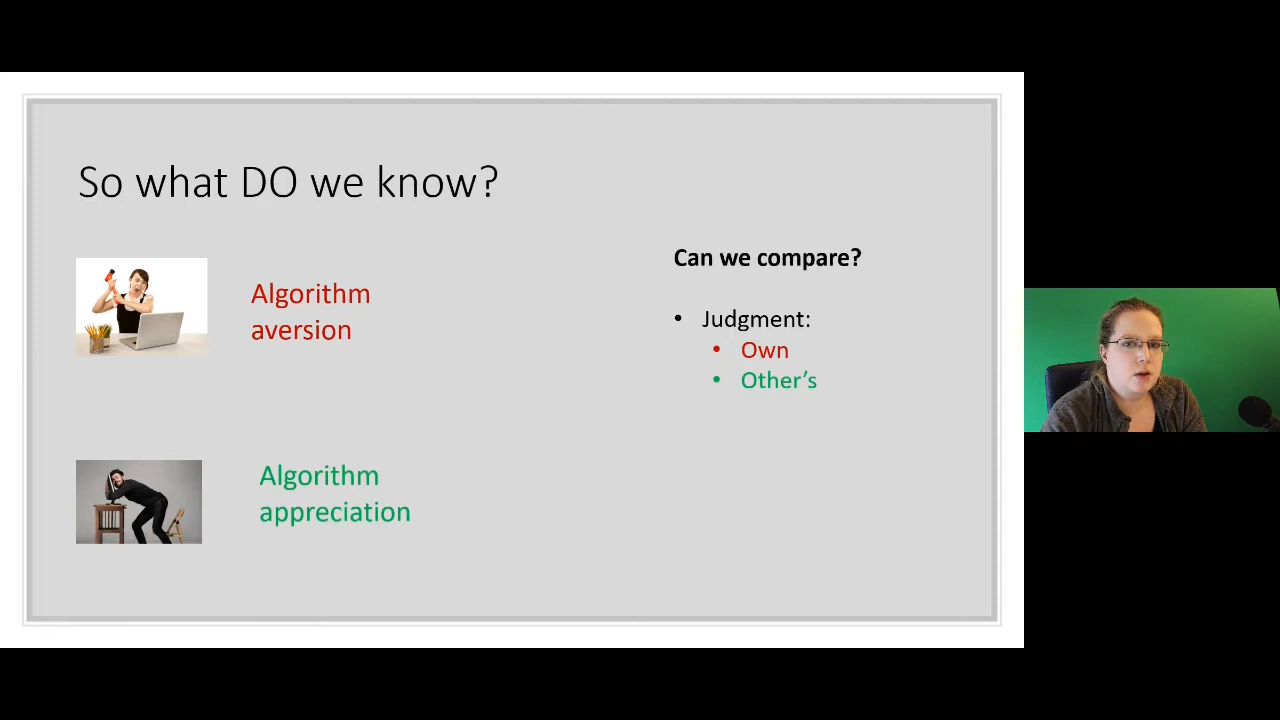 So what DO we know?
Algorithm
aversion
Algorithm
appreciation
Can we compare?
• Judgment:
• Own
• Other’s